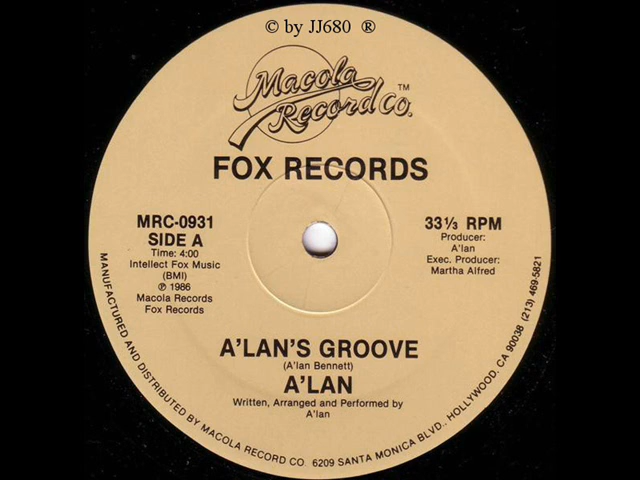 © by JJ680 ®
Macola
Record Co.™
FOX RECORDS
MRC-0931
SIDE A
Time: 4:00
Intellect Fox Music
(BMI)
℗ 1986
Macola Records
Fox Records
33 1/3 RPM
Producer:
A'lan
Exec. Producer:
Martha Alfred
A'LAN'S GROOVE
(A'lan Bennett)
A'LAN
Written, Arranged and Performed by
A'lan
MANUFACTURED AND DISTRIBUTED BY MACOLA RECORD CO. 6209 SANTA MONICA BLVD., HOLLYWOOD, CA 90038 (213) 469-5821